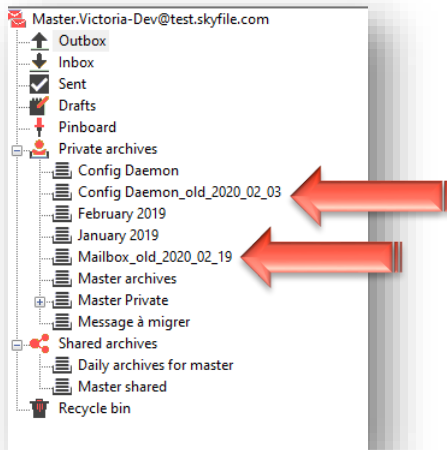 Master.Victoria-Dev@test.skyfile.com
Outbox
Inbox
Sent
Drafts
Pinboard
Private archives
Config Daemon
Config Daemon_old_2020_02_03
February 2019
January 2019
Mailbox_old_2020_02_19
Master archives
Master Private
Message à migrer
Shared archives
Daily archives for master
Master shared
Recycle bin